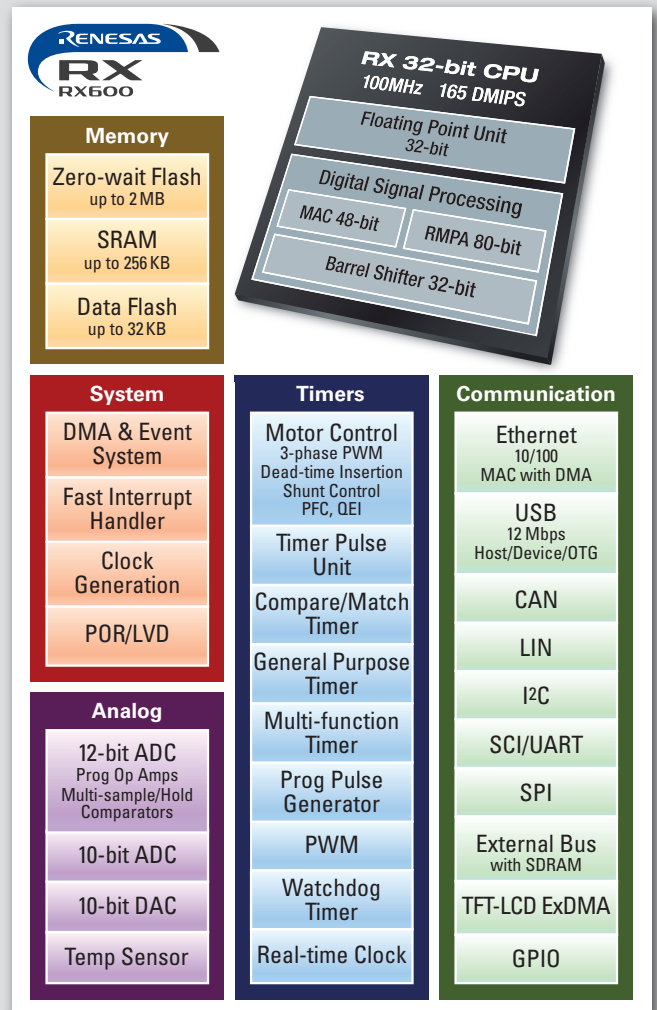 RENESAS
RX
RX600
RX 32-bit CPU
100MHz 165 DMIPS
Floating Point Unit
32-bit
Digital Signal Processing
MAC 48-bit
RMPA 80-bit
Barrel Shifter 32-bit
Memory
Zero-wait Flash
up to 2 MB
SRAM
up to 256 KB
Data Flash
up to 32 KB
System
DMA & Event
System
Fast Interrupt
Handler
Clock
Generation
POR/LVD
Analog
12-bit ADC
Prog Op Amps
Multi-sample/Hold
Comparators
10-bit ADC
10-bit DAC
Temp Sensor
Timers
Motor Control
3-phase PWM
Dead-time Insertion
Shunt Control
PFC, QEI
Timer Pulse
Unit
Compare/Match
Timer
General Purpose
Timer
Multi-function
Timer
Prog Pulse
Generator
PWM
Watchdog
Timer
Real-time Clock
Communication
Ethernet
10/100
MAC with DMA
USB
12 Mbps
Host/Device/OTG
CAN
LIN
I²C
SCI/UART
SPI
External Bus
with SDRAM
TFT-LCD ExDMA
GPIO